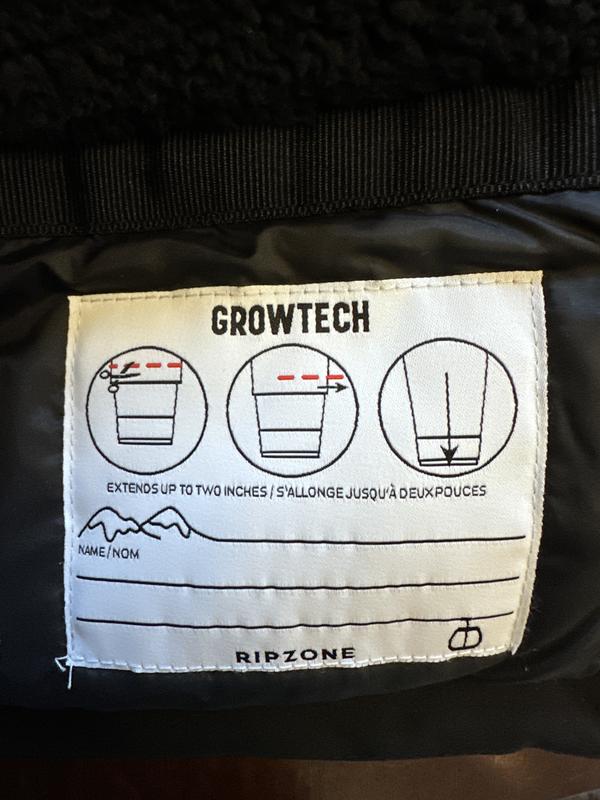 GROWTECH
EXTENDS UP TO TWO INCHES / S'ALLONGE JUSQU'À DEUX POUCES
NAME/NOM
RIPZONE